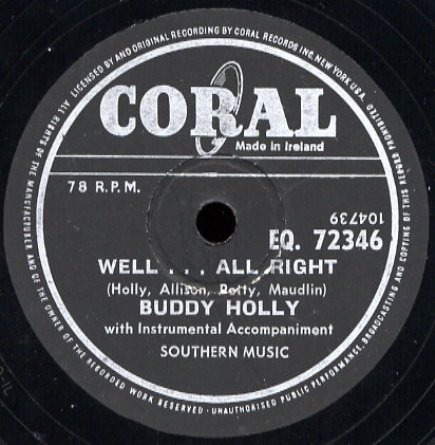 ALL RIGHTS OF THE MANUFACTURER AND OF THE OWNER OF THE RECORDED WORK RESERVED · UNAUTHORISED PUBLIC PERFORMANCE, BROADCASTING AND COPYING OF THIS RECORD PROHIBITED
LICENSED BY AND ORIGINAL RECORDING BY CORAL RECORDS INC. NEW YORK USA.
CORAL
Made in Ireland
78 R.P.M.
104739
EQ. 72346
WELL . . . ALL RIGHT
(Holly, Allison, Petty, Maudlin)
BUDDY HOLLY
with Instrumental Accompaniment
SOUTHERN MUSIC